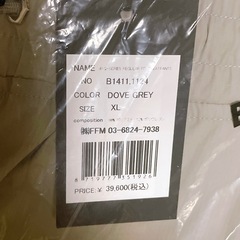 NAME
NO B1411.1124
COLOR DOVE GREY
SIZE XL
composition
㈱FFM 03-6824-7938
PRICE:¥ 39,600(税込)